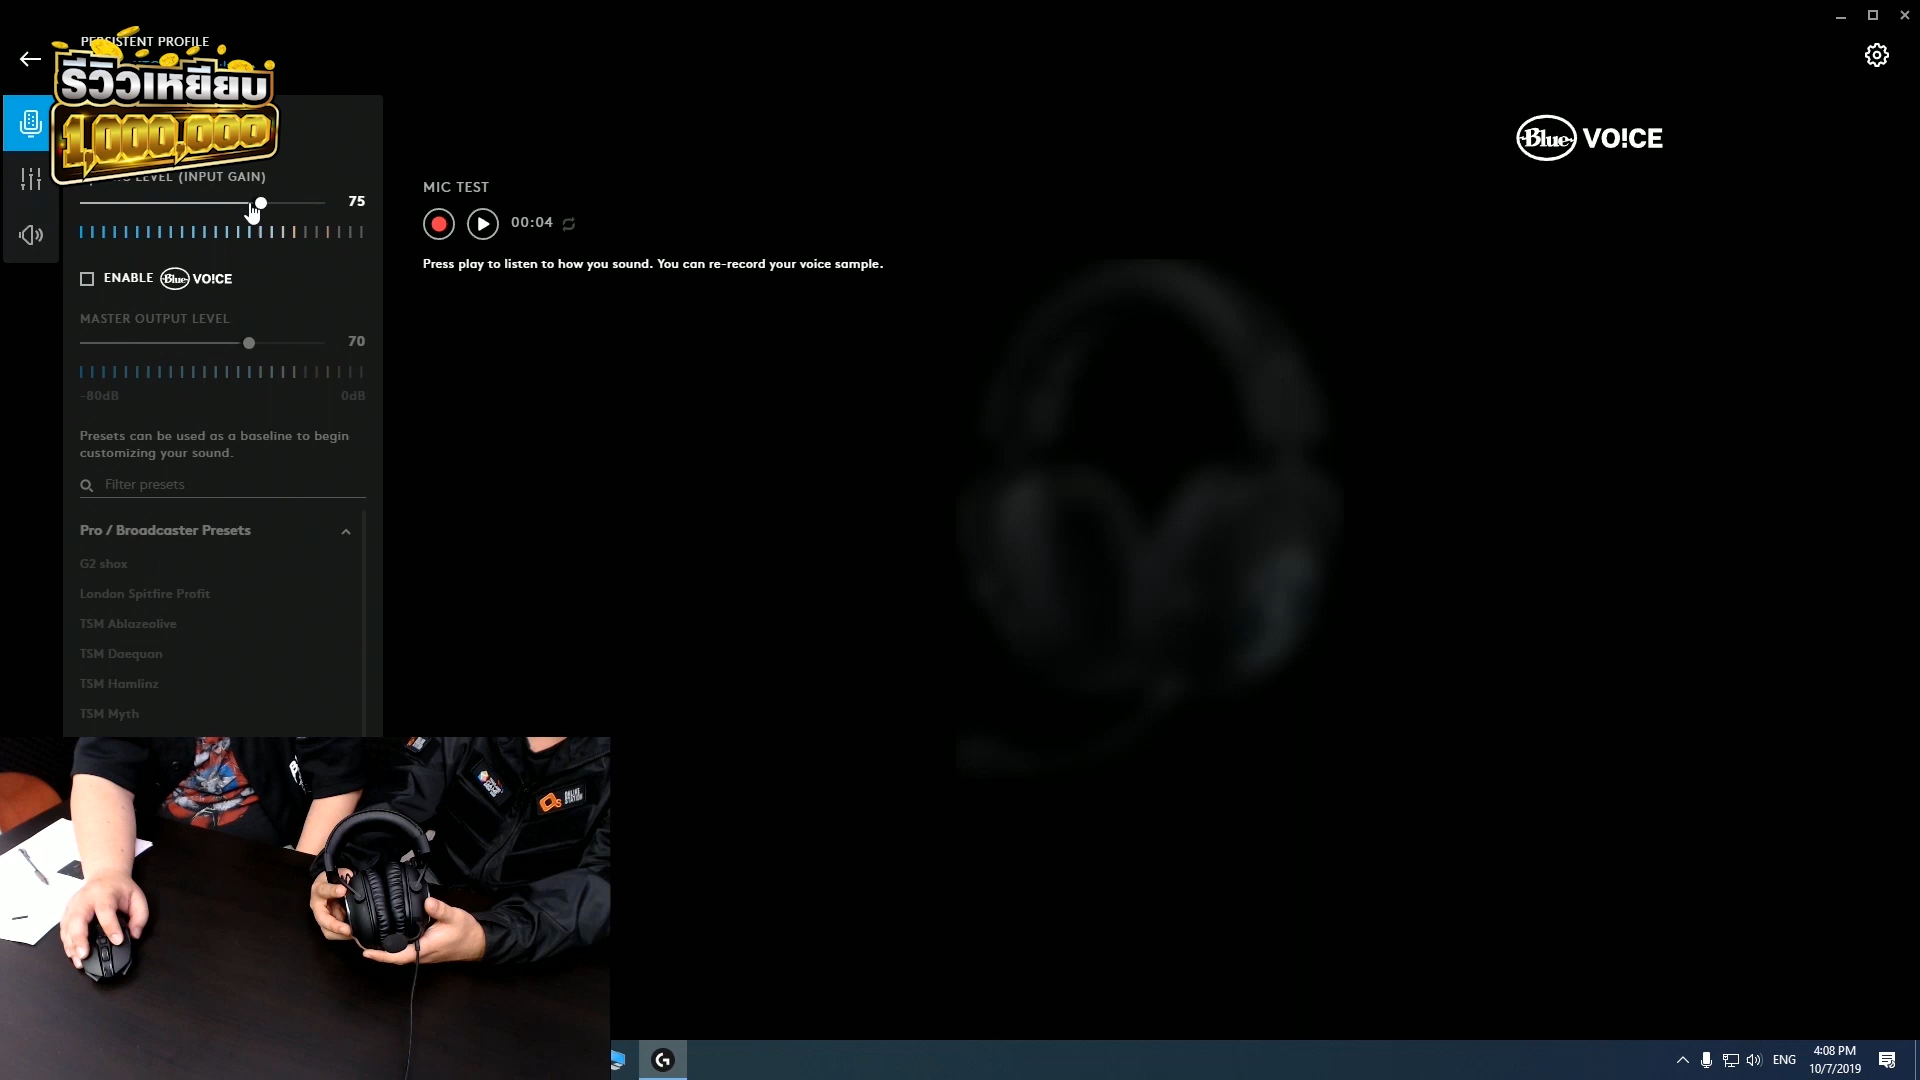 PERSISTENT PROFILE
รีวิวเหยียบ
1,000,000
LEVEL (INPUT GAIN)
75
ENABLE Blue VO!CE
MASTER OUTPUT LEVEL
70
-80dB 0dB
Presets can be used as a baseline to begin
customizing your sound.
Filter presets
Pro / Broadcaster Presets
G2 shox
London Spitfire Profit
TSM Ablazeolive
TSM Daequan
TSM Hamlinz
TSM Myth
Blue VO!CE
MIC TEST
00:04
Press play to listen to how you sound. You can re-record your voice sample.
OS ONLINE STATION
ENG
4:08 PM
10/7/2019